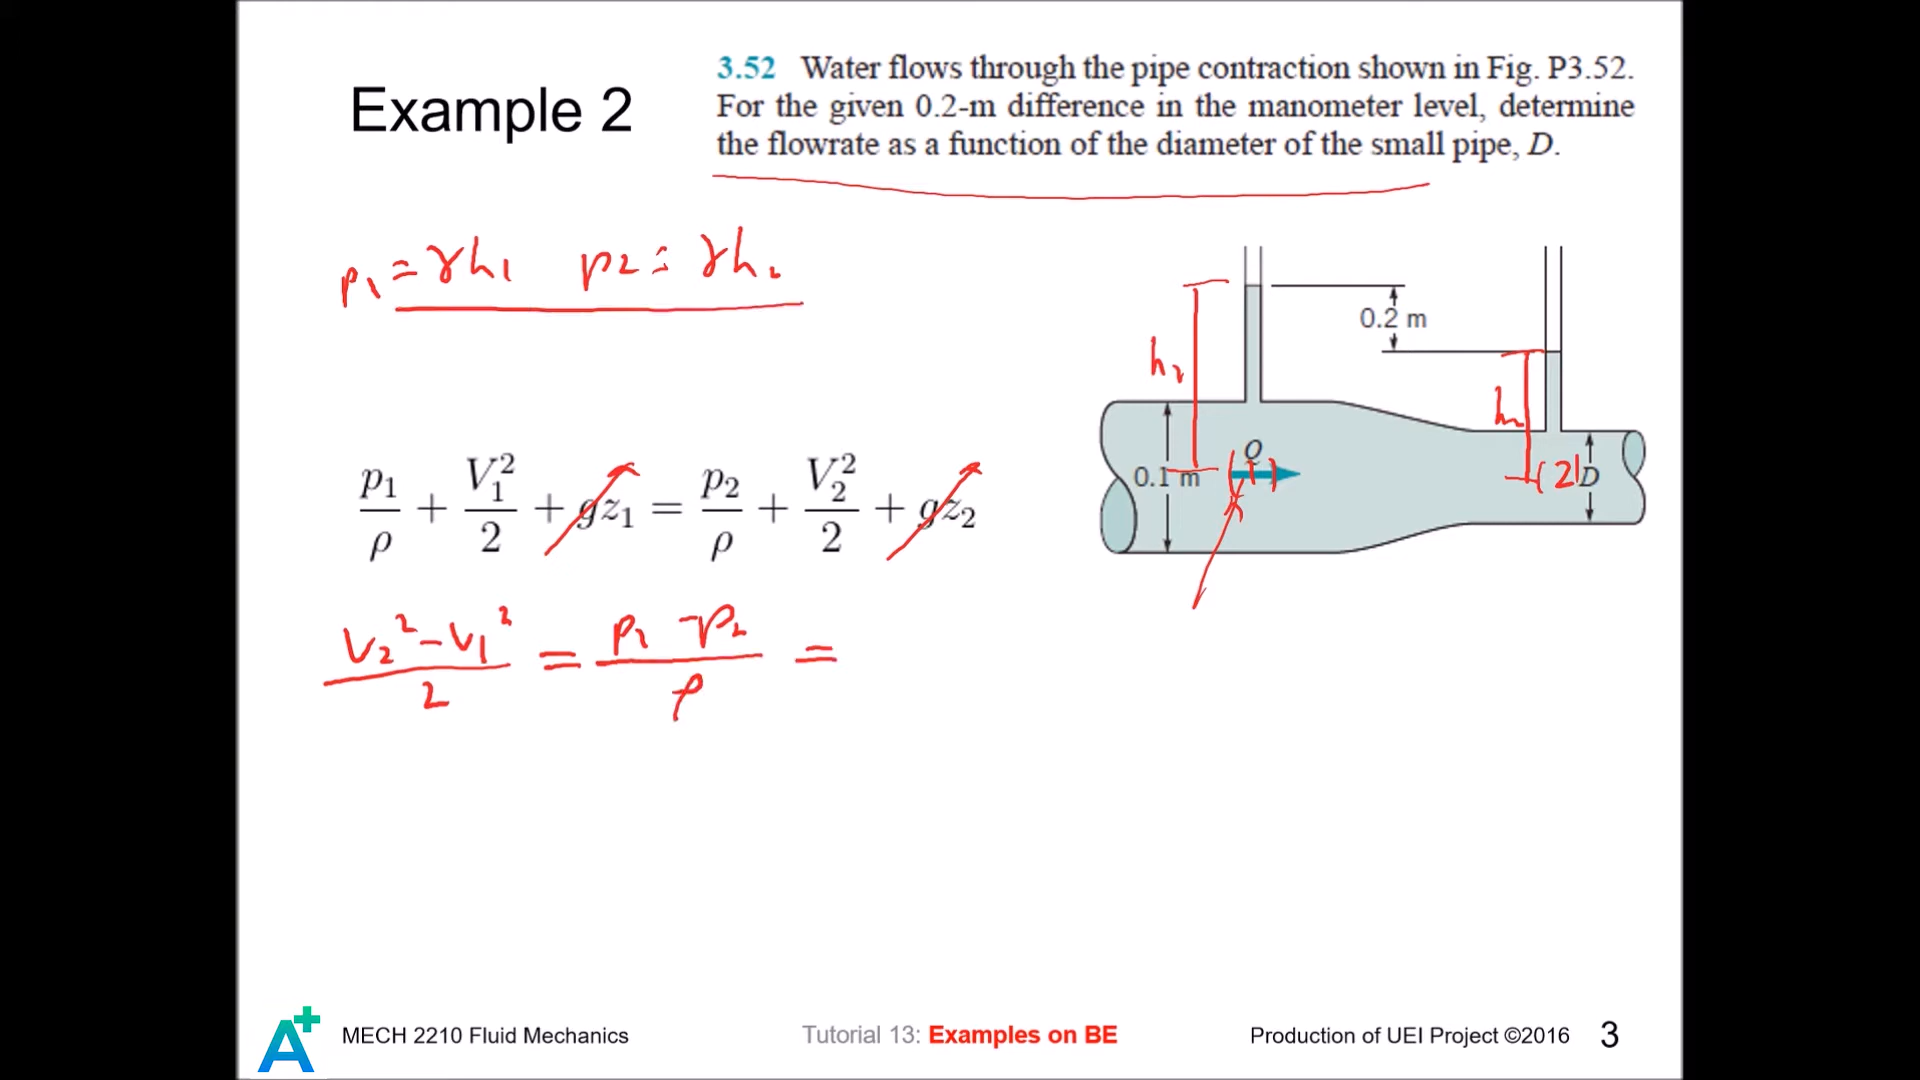 Example 2
3.52 Water flows through the pipe contraction shown in Fig. P3.52.
For the given 0.2-m difference in the manometer level, determine
the flowrate as a function of the diameter of the small pipe, D.
p₁ = γh₁ p₂ = γh₂
0.2 m
h₂
h₂
Q
0.1 m
(1)
(2)
D
p₁/ρ + V₁²/2 + gz₁ = p₂/ρ + V₂²/2 + gz₂
(V₂² - V₁²)/2 = (p₁ - p₂)/ρ =
A+
MECH 2210 Fluid Mechanics
Tutorial 13: Examples on BE
Production of UEI Project ©2016
3